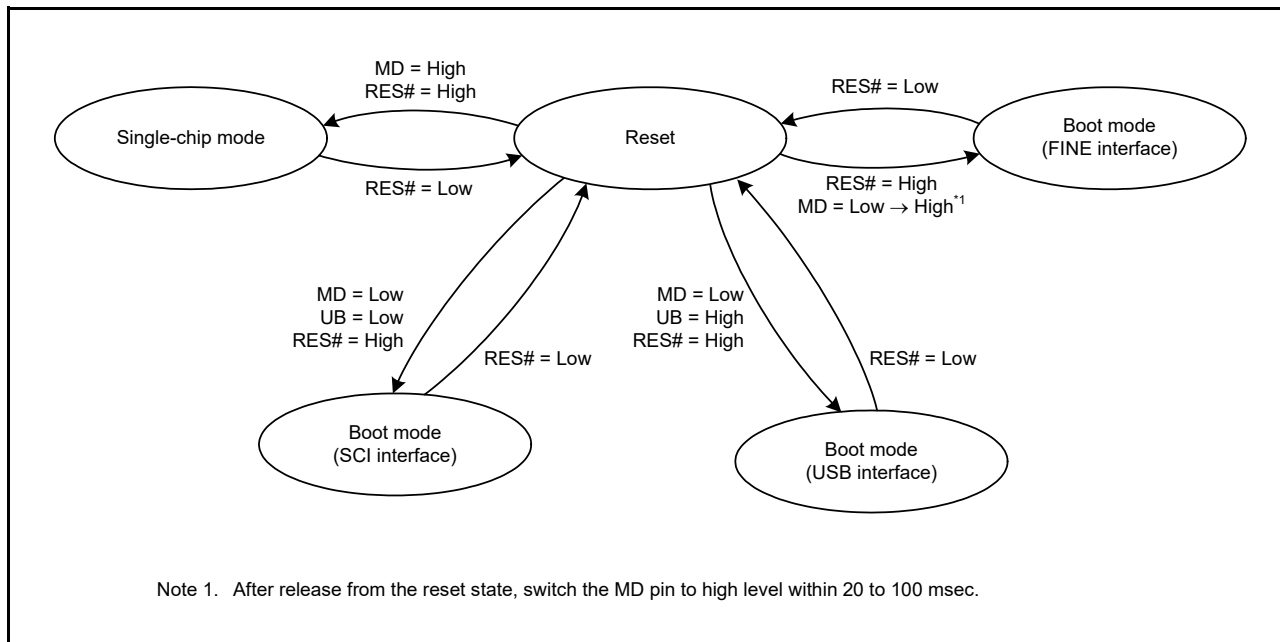 MD = High
RES# = High
RES# = Low
Single-chip mode
Reset
Boot mode
(FINE interface)
RES# = Low
RES# = High
MD = Low → High*1
MD = Low
UB = Low
RES# = High
MD = Low
UB = High
RES# = High
RES# = Low
RES# = Low
Boot mode
(SCI interface)
Boot mode
(USB interface)
Note 1. After release from the reset state, switch the MD pin to high level within 20 to 100 msec.